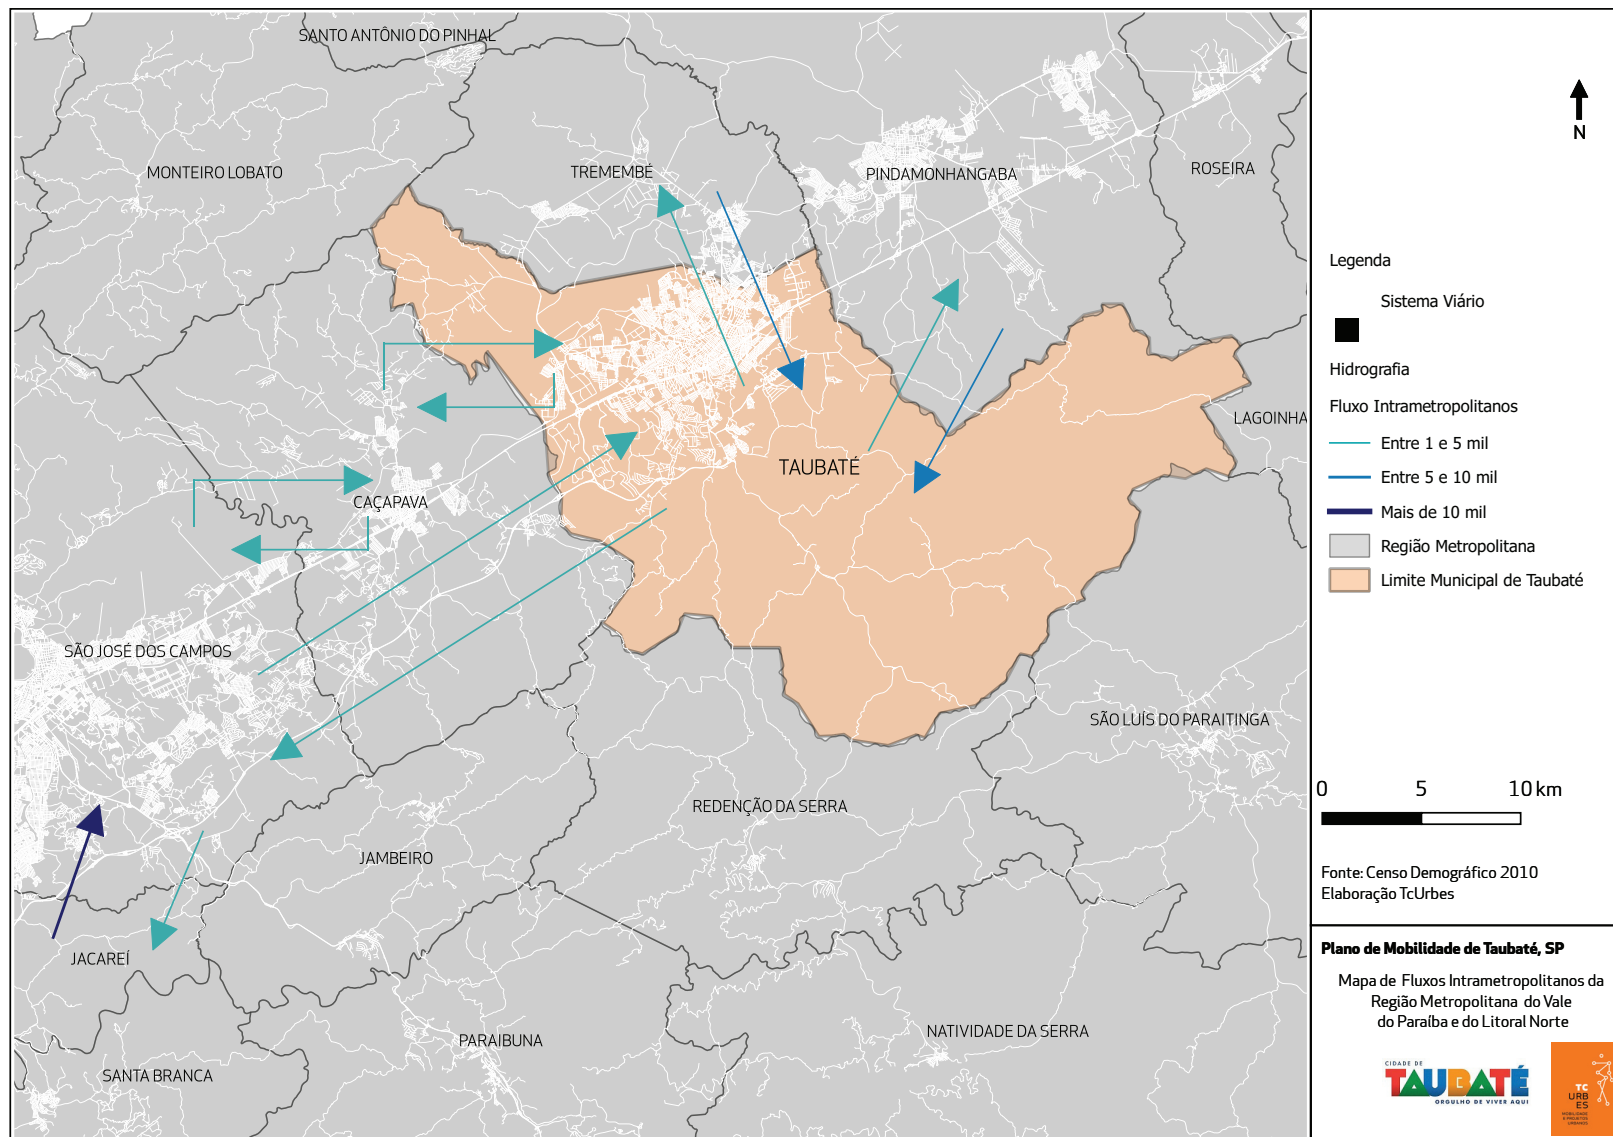 SANTO ANTÔNIO DO PINHAL
MONTEIRO LOBATO
TREMEMBÉ
PINDAMONHANGABA
ROSEIRA
LAGOINHA
TAUBATÉ
CAÇAPAVA
SÃO JOSÉ DOS CAMPOS
SÃO LUÍS DO PARAITINGA
REDENÇÃO DA SERRA
JAMBEIRO
JACAREÍ
NATIVIDADE DA SERRA
PARAIBUNA
SANTA BRANCA
N
Legenda
Sistema Viário
Hidrografia
Fluxo Intrametropolitanos
Entre 1 e 5 mil
Entre 5 e 10 mil
Mais de 10 mil
Região Metropolitana
Limite Municipal de Taubaté
0 5 10 km
Fonte: Censo Demográfico 2010
Elaboração TcUrbes
Plano de Mobilidade de Taubaté, SP
Mapa de Fluxos Intrametropolitanos da
Região Metropolitana do Vale
do Paraíba e do Litoral Norte
CIDADE DE
TAUBATÉ
ORGULHO DE VIVER AQUI
TC
URB
ES
MOBILIDADE
E PROJETOS
URBANOS